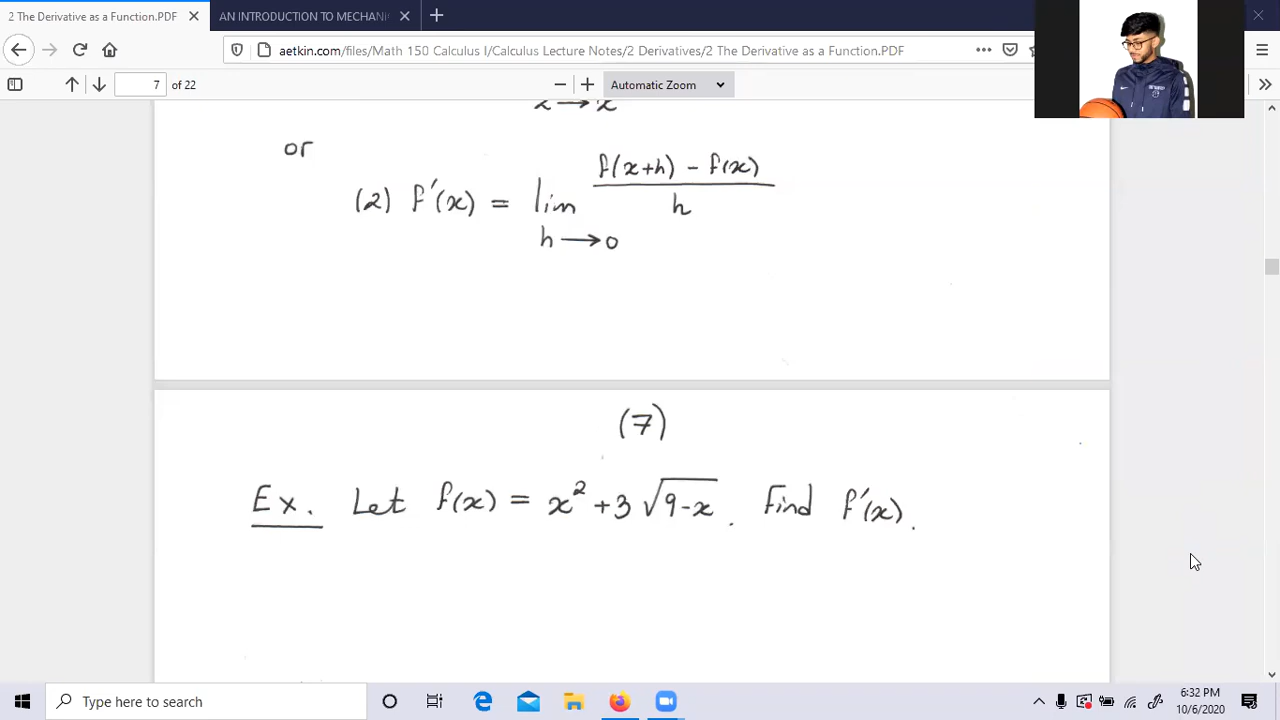 2 The Derivative as a Function.PDF
AN INTRODUCTION TO MECHANI
aetkin.com/files/Math 150 Calculus I/Calculus Lecture Notes/2 Derivatives/2 The Derivative as a Function.PDF
7 of 22
Automatic Zoom
z → x
or
(2) f'(x) = lim f(x+h) - f(x) / h
h → 0
(7)
Ex. Let f(x) = x² + 3 √9-x . Find f'(x).
Type here to search
6:32 PM
10/6/2020